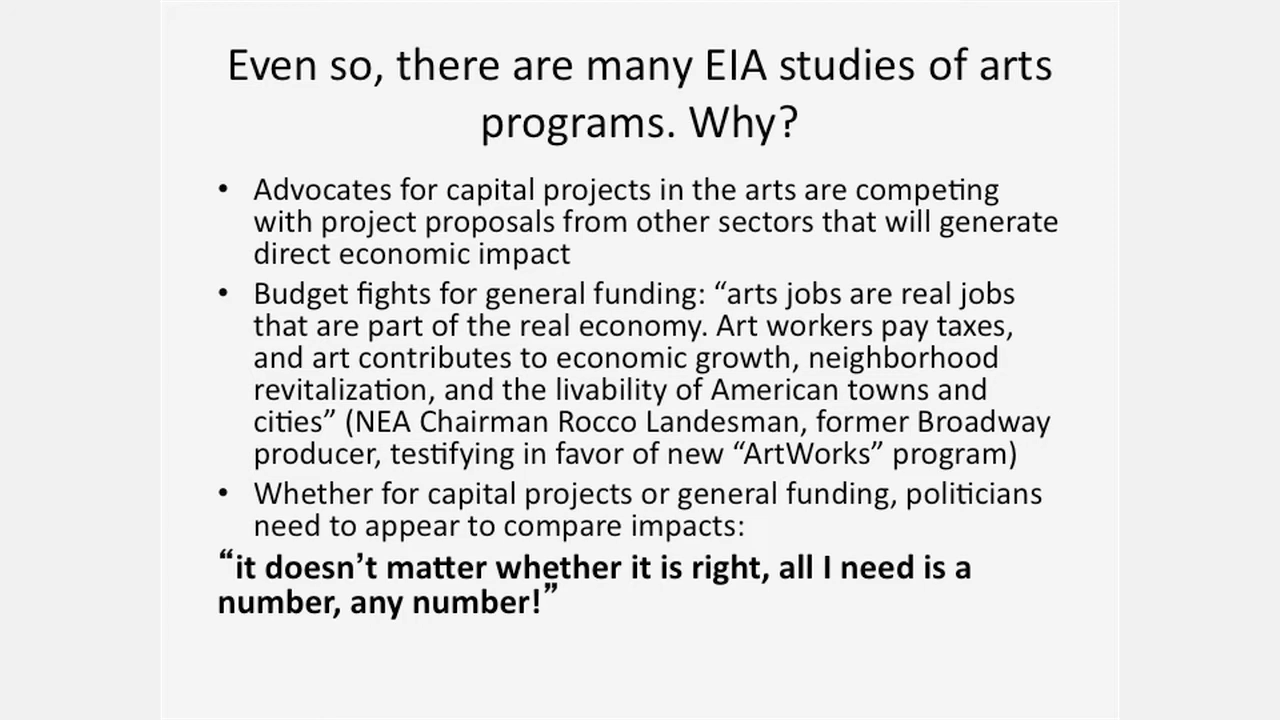 Even so, there are many EIA studies of arts
programs. Why?
• Advocates for capital projects in the arts are competing
with project proposals from other sectors that will generate
direct economic impact
• Budget fights for general funding: “arts jobs are real jobs
that are part of the real economy. Art workers pay taxes,
and art contributes to economic growth, neighborhood
revitalization, and the livability of American towns and
cities” (NEA Chairman Rocco Landesman, former Broadway
producer, testifying in favor of new “ArtWorks” program)
• Whether for capital projects or general funding, politicians
need to appear to compare impacts:
“it doesn’t matter whether it is right, all I need is a
number, any number!”